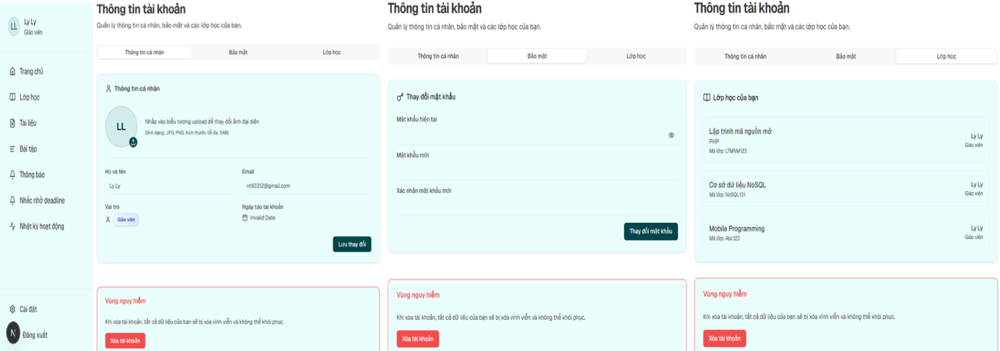 LL
Ly Ly
Giáo viên
Trang chủ
Lớp học
Tài liệu
Bài tập
Thông báo
Nhắc nhở deadline
Nhật ký hoạt động
Cài đặt
N
Đăng xuất
Thông tin tài khoản
Quản lý thông tin cá nhân, bảo mật và các lớp học của bạn.
Thông tin cá nhân Bảo mật Lớp học
Thông tin cá nhân
LL
Nhấp vào biểu tượng upload để thay đổi ảnh đại diện
Định dạng: JPG, PNG. Kích thước tối đa: 5MB
Họ và tên Email
Ly Ly ntll0312@gmail.com
Vai trò Ngày tạo tài khoản
Giáo viên Invalid Date
Lưu thay đổi
Vùng nguy hiểm
Khi xóa tài khoản, tất cả dữ liệu của bạn sẽ bị xóa vĩnh viễn và không thể khôi phục.
Xóa tài khoản
Thông tin tài khoản
Quản lý thông tin cá nhân, bảo mật và các lớp học của bạn.
Thông tin cá nhân Bảo mật Lớp học
Thay đổi mật khẩu
Mật khẩu hiện tại
Mật khẩu mới
Xác nhận mật khẩu mới
Thay đổi mật khẩu
Vùng nguy hiểm
Khi xóa tài khoản, tất cả dữ liệu của bạn sẽ bị xóa vĩnh viễn và không thể khôi phục.
Xóa tài khoản
Thông tin tài khoản
Quản lý thông tin cá nhân, bảo mật và các lớp học của bạn.
Thông tin cá nhân Bảo mật Lớp học
Lớp học của bạn
Lập trình mã nguồn mở
PHP
Mã lớp: LTMNM123
Ly Ly
Giáo viên
Cơ sở dữ liệu NoSQL
Mã lớp: NoSQL131
Ly Ly
Giáo viên
Mobile Programming
Mã lớp: Abc123
Ly Ly
Giáo viên
Vùng nguy hiểm
Khi xóa tài khoản, tất cả dữ liệu của bạn sẽ bị xóa vĩnh viễn và không thể khôi phục.
Xóa tài khoản